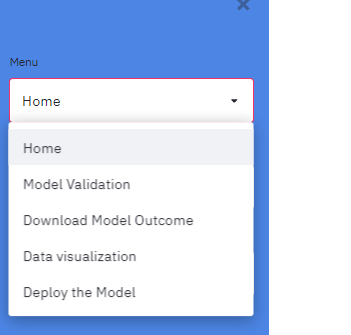 Menu
Home
Home
Model Validation
Download Model Outcome
Data visualization
Deploy the Model